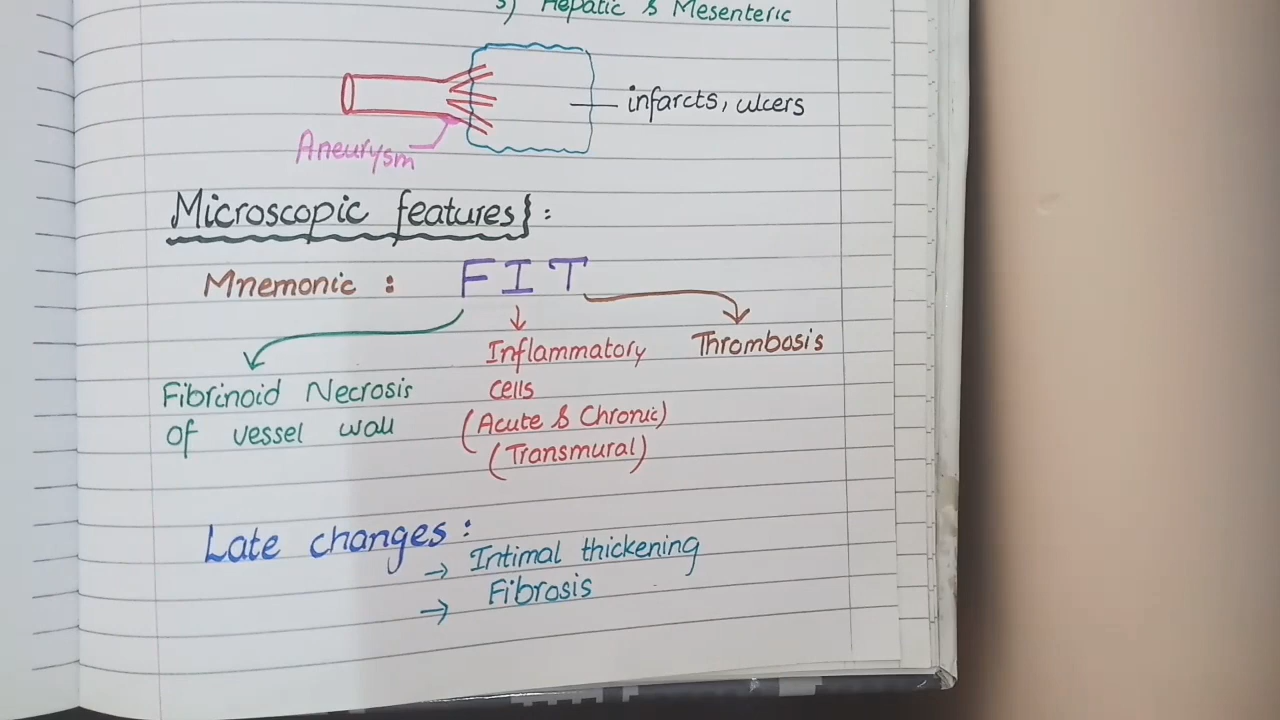 3) Hepatic & Mesenteric
infarcts, ulcers
Aneurysm
Microscopic features} :
Mnemonic : FIT
Fibrinoid Necrosis
of vessel wall
Inflammatory
cells
(Acute & Chronic)
(Transmural)
Thrombosis
Late changes :
→ Intimal thickening
→ Fibrosis